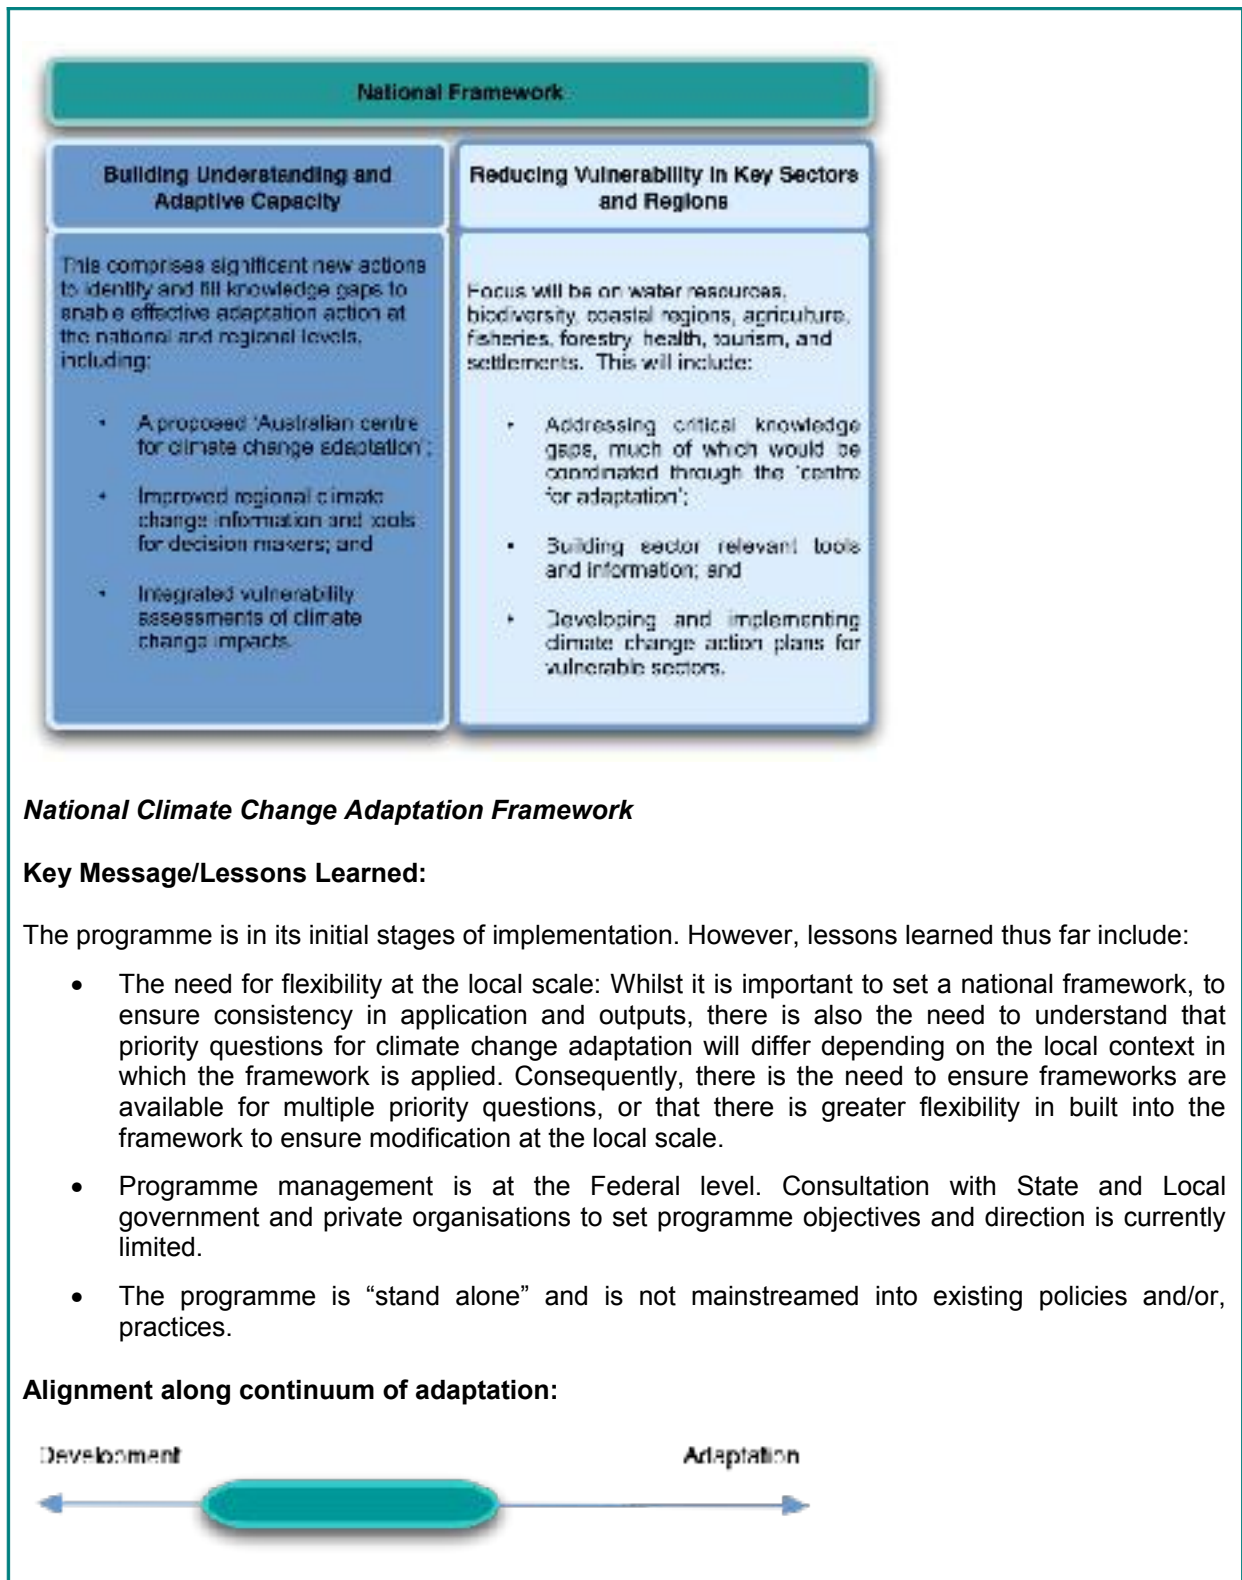 National Framework
Building Understanding and
Adaptive Capacity
This comprises significant new actions
to identify and fill knowledge gaps to
enable effective adaptation action at
the national and regional levels,
including:
• A proposed 'Australian centre
for climate change adaptation';
• Improved regional climate
change information and tools
for decision makers; and
• Integrated vulnerability
assessments of climate
change impacts.
Reducing Vulnerability in Key Sectors
and Regions
Focus will be on water resources,
biodiversity, coastal regions, agriculture,
fisheries, forestry, health, tourism, and
settlements. This will include:
• Addressing critical knowledge
gaps, much of which would be
coordinated through the 'centre
for adaptation';
• Building sector relevant tools
and information; and
• Developing and implementing
climate change action plans for
vulnerable sectors.
National Climate Change Adaptation Framework
Key Message/Lessons Learned:
The programme is in its initial stages of implementation. However, lessons learned thus far include:
• The need for flexibility at the local scale: Whilst it is important to set a national framework, to
ensure consistency in application and outputs, there is also the need to understand that
priority questions for climate change adaptation will differ depending on the local context in
which the framework is applied. Consequently, there is the need to ensure frameworks are
available for multiple priority questions, or that there is greater flexibility in built into the
framework to ensure modification at the local scale.
• Programme management is at the Federal level. Consultation with State and Local
government and private organisations to set programme objectives and direction is currently
limited.
• The programme is “stand alone” and is not mainstreamed into existing policies and/or,
practices.
Alignment along continuum of adaptation:
Development
Adaptation